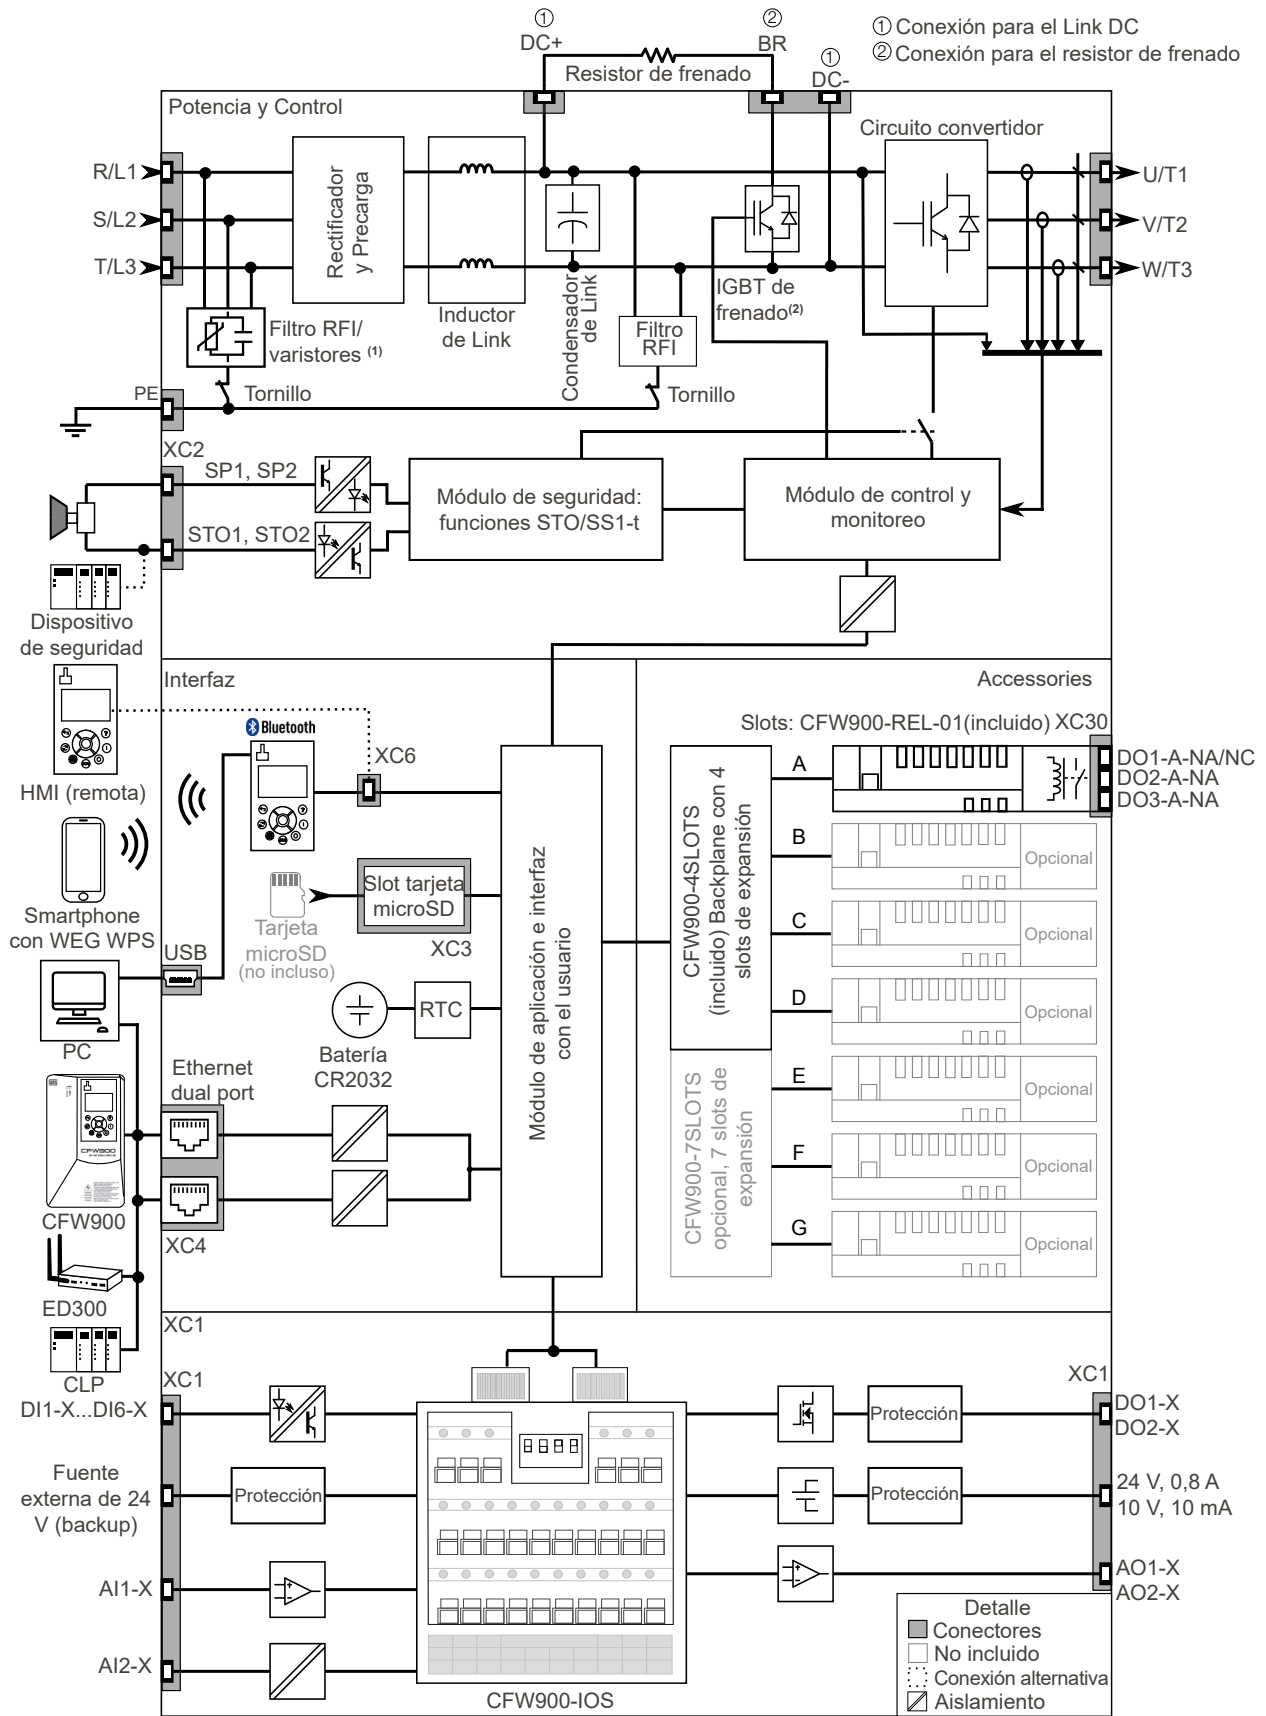 ① Conexión para el Link DC
② Conexión para el resistor de frenado
①
DC+
②
BR
①
DC-
Resistor de frenado
Potencia y Control
Circuito convertidor
R/L1
S/L2
T/L3
Rectificador
y Precarga
Inductor
de Link
Condensador
de Link
Filtro RFI/
varistores (1)
Filtro
RFI
IGBT de
frenado(2)
U/T1
V/T2
W/T3
PE
Tornillo
Tornillo
XC2
SP1, SP2
STO1, STO2
Módulo de seguridad:
funciones STO/SS1-t
Módulo de control y
monitoreo
Dispositivo
de seguridad
Interfaz
Accessories
Bluetooth
XC6
HMI (remota)
Smartphone
con WEG WPS
Slot tarjeta
microSD
XC3
Tarjeta
microSD
(no incluso)
USB
PC
RTC
Batería
CR2032
Ethernet
dual port
CFW900
CFW900
XC4
ED300
CLP
Módulo de aplicación e interfaz
con el usuario
Slots: CFW900-REL-01(incluido) XC30
CFW900-4SLOTS
(incluido) Backplane con 4
slots de expansión
CFW900-7SLOTS
opcional, 7 slots de
expansión
A
DO1-A-NA/NC
DO2-A-NA
DO3-A-NA
B
Opcional
C
Opcional
D
Opcional
E
Opcional
F
Opcional
G
Opcional
XC1
XC1
DI1-X...DI6-X
Fuente
externa de 24
V (backup)
Protección
AI1-X
AI2-X
CFW900-IOS
XC1
Protección
DO1-X
DO2-X
Protección
24 V, 0,8 A
10 V, 10 mA
AO1-X
AO2-X
Detalle
Conectores
No incluido
Conexión alternativa
Aislamiento